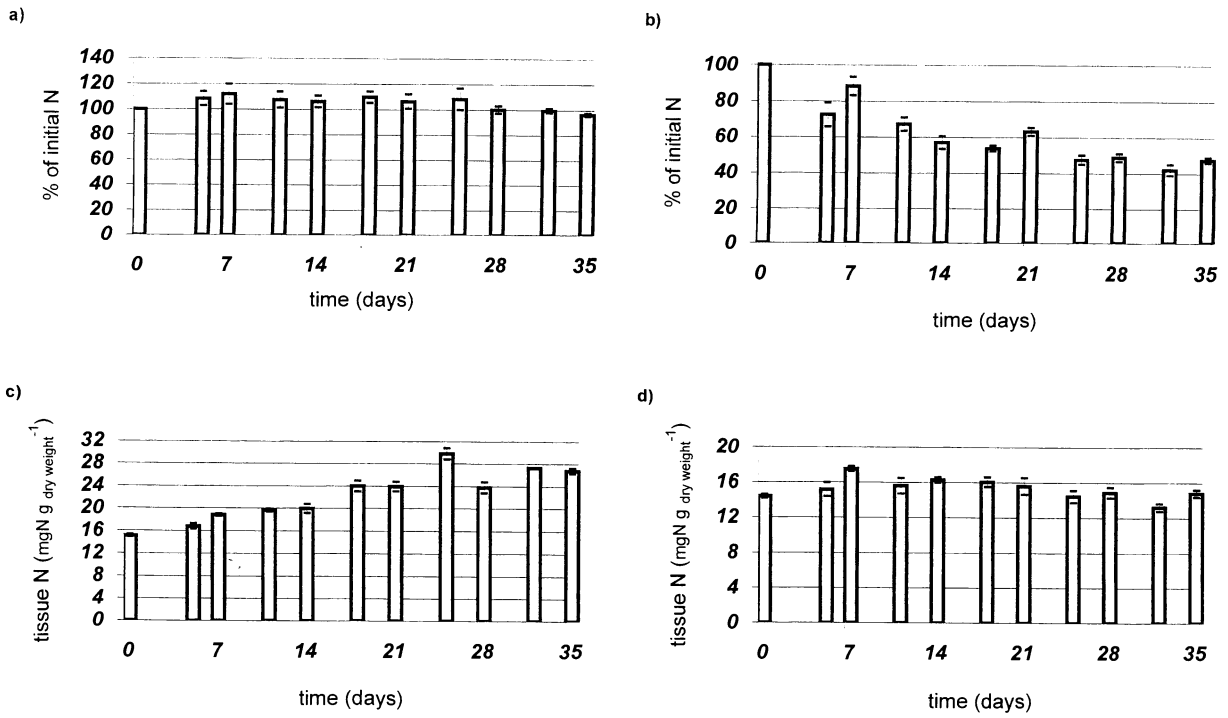 a)
% of initial N
140
120
100
80
60
40
20
0
0 7 14 21 28 35
time (days)
b)
% of initial N
100
80
60
40
20
0
0 7 14 21 28 35
time (days)
c)
tissue N (mgN g dry weight -1)
32
28
24
20
16
12
8
4
0
0 7 14 21 28 35
time (days)
d)
tissue N (mgN g dry weight -1)
20
16
12
8
4
0
0 7 14 21 28 35
time (days)